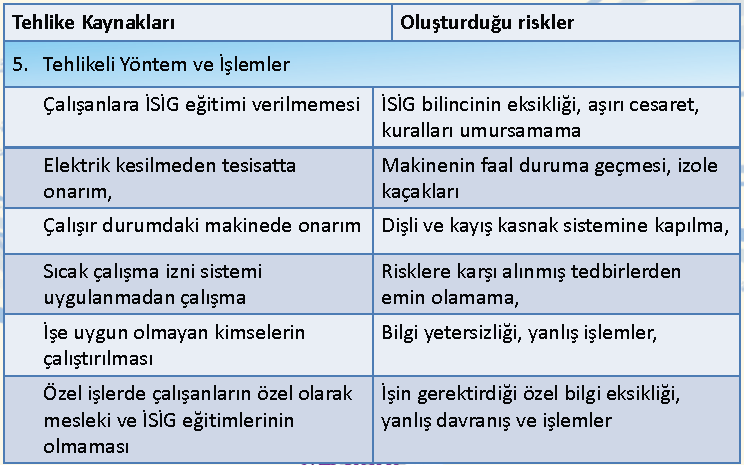 Tehlike Kaynakları
Oluşturduğu riskler
5. Tehlikeli Yöntem ve İşlemler
Çalışanlara İSİG eğitimi verilmemesi
İSİG bilincinin eksikliği, aşırı cesaret,
kuralları umursamama
Elektrik kesilmeden tesisatta
onarım,
Makinenin faal duruma geçmesi, izole
kaçakları
Çalışır durumdaki makinede onarım
Dişli ve kayış kasnak sistemine kapılma,
Sıcak çalışma izni sistemi
uygulanmadan çalışma
Risklere karşı alınmış tedbirlerden
emin olamama,
İşe uygun olmayan kimselerin
çalıştırılması
Bilgi yetersizliği, yanlış işlemler,
Özel işlerde çalışanların özel olarak
mesleki ve İSİG eğitimlerinin
olmaması
İşin gerektirdiği özel bilgi eksikliği,
yanlış davranış ve işlemler